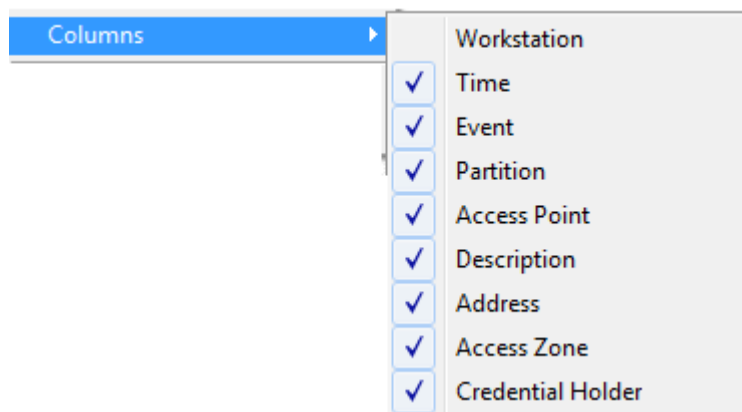 Columns
Workstation
Time
Event
Partition
Access Point
Description
Address
Access Zone
Credential Holder